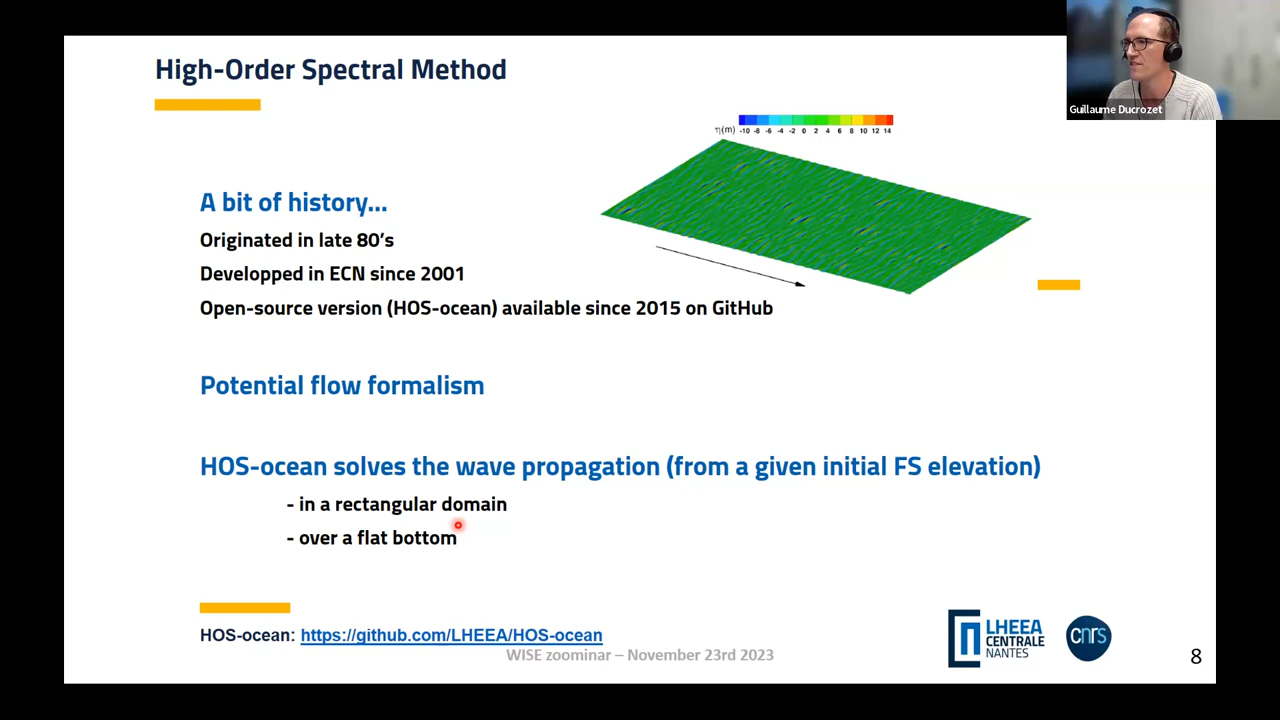 High-Order Spectral Method
Guillaume Ducrozet
η(m) -10 -8 -6 -4 -2 0 2 4 6 8 10 12 14
A bit of history...
Originated in late 80's
Developped in ECN since 2001
Open-source version (HOS-ocean) available since 2015 on GitHub
Potential flow formalism
HOS-ocean solves the wave propagation (from a given initial FS elevation)
- in a rectangular domain
- over a flat bottom
HOS-ocean: https://github.com/LHEEA/HOS-ocean
WISE zoominar – November 23rd 2023
LHEEA
CENTRALE
NANTES
cnrs
8